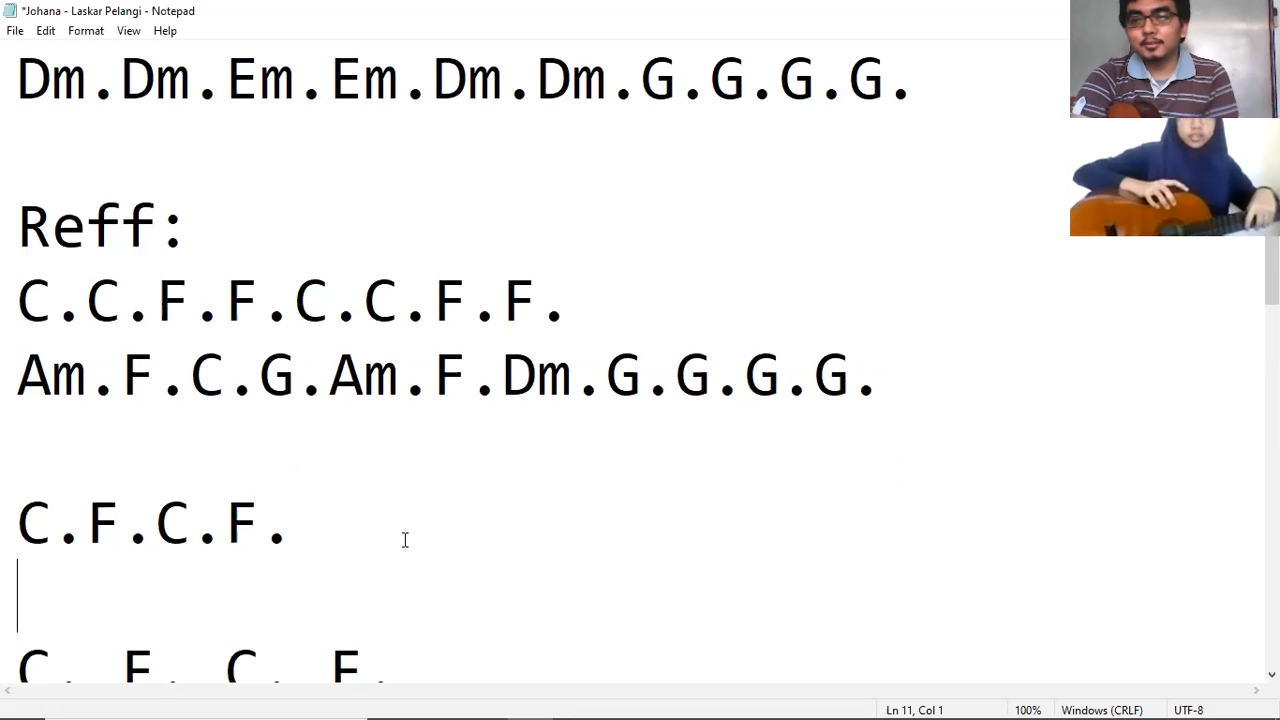 *Johana - Laskar Pelangi - Notepad
File Edit Format View Help
Dm.Dm.Em.Em.Dm.Dm.G.G.G.G.
Reff:
C.C.F.F.C.C.F.F.
Am.F.C.G.Am.F.Dm.G.G.G.G.
C.F.C.F.
C. F. C. F.
Ln 11, Col 1 100% Windows (CRLF) UTF-8